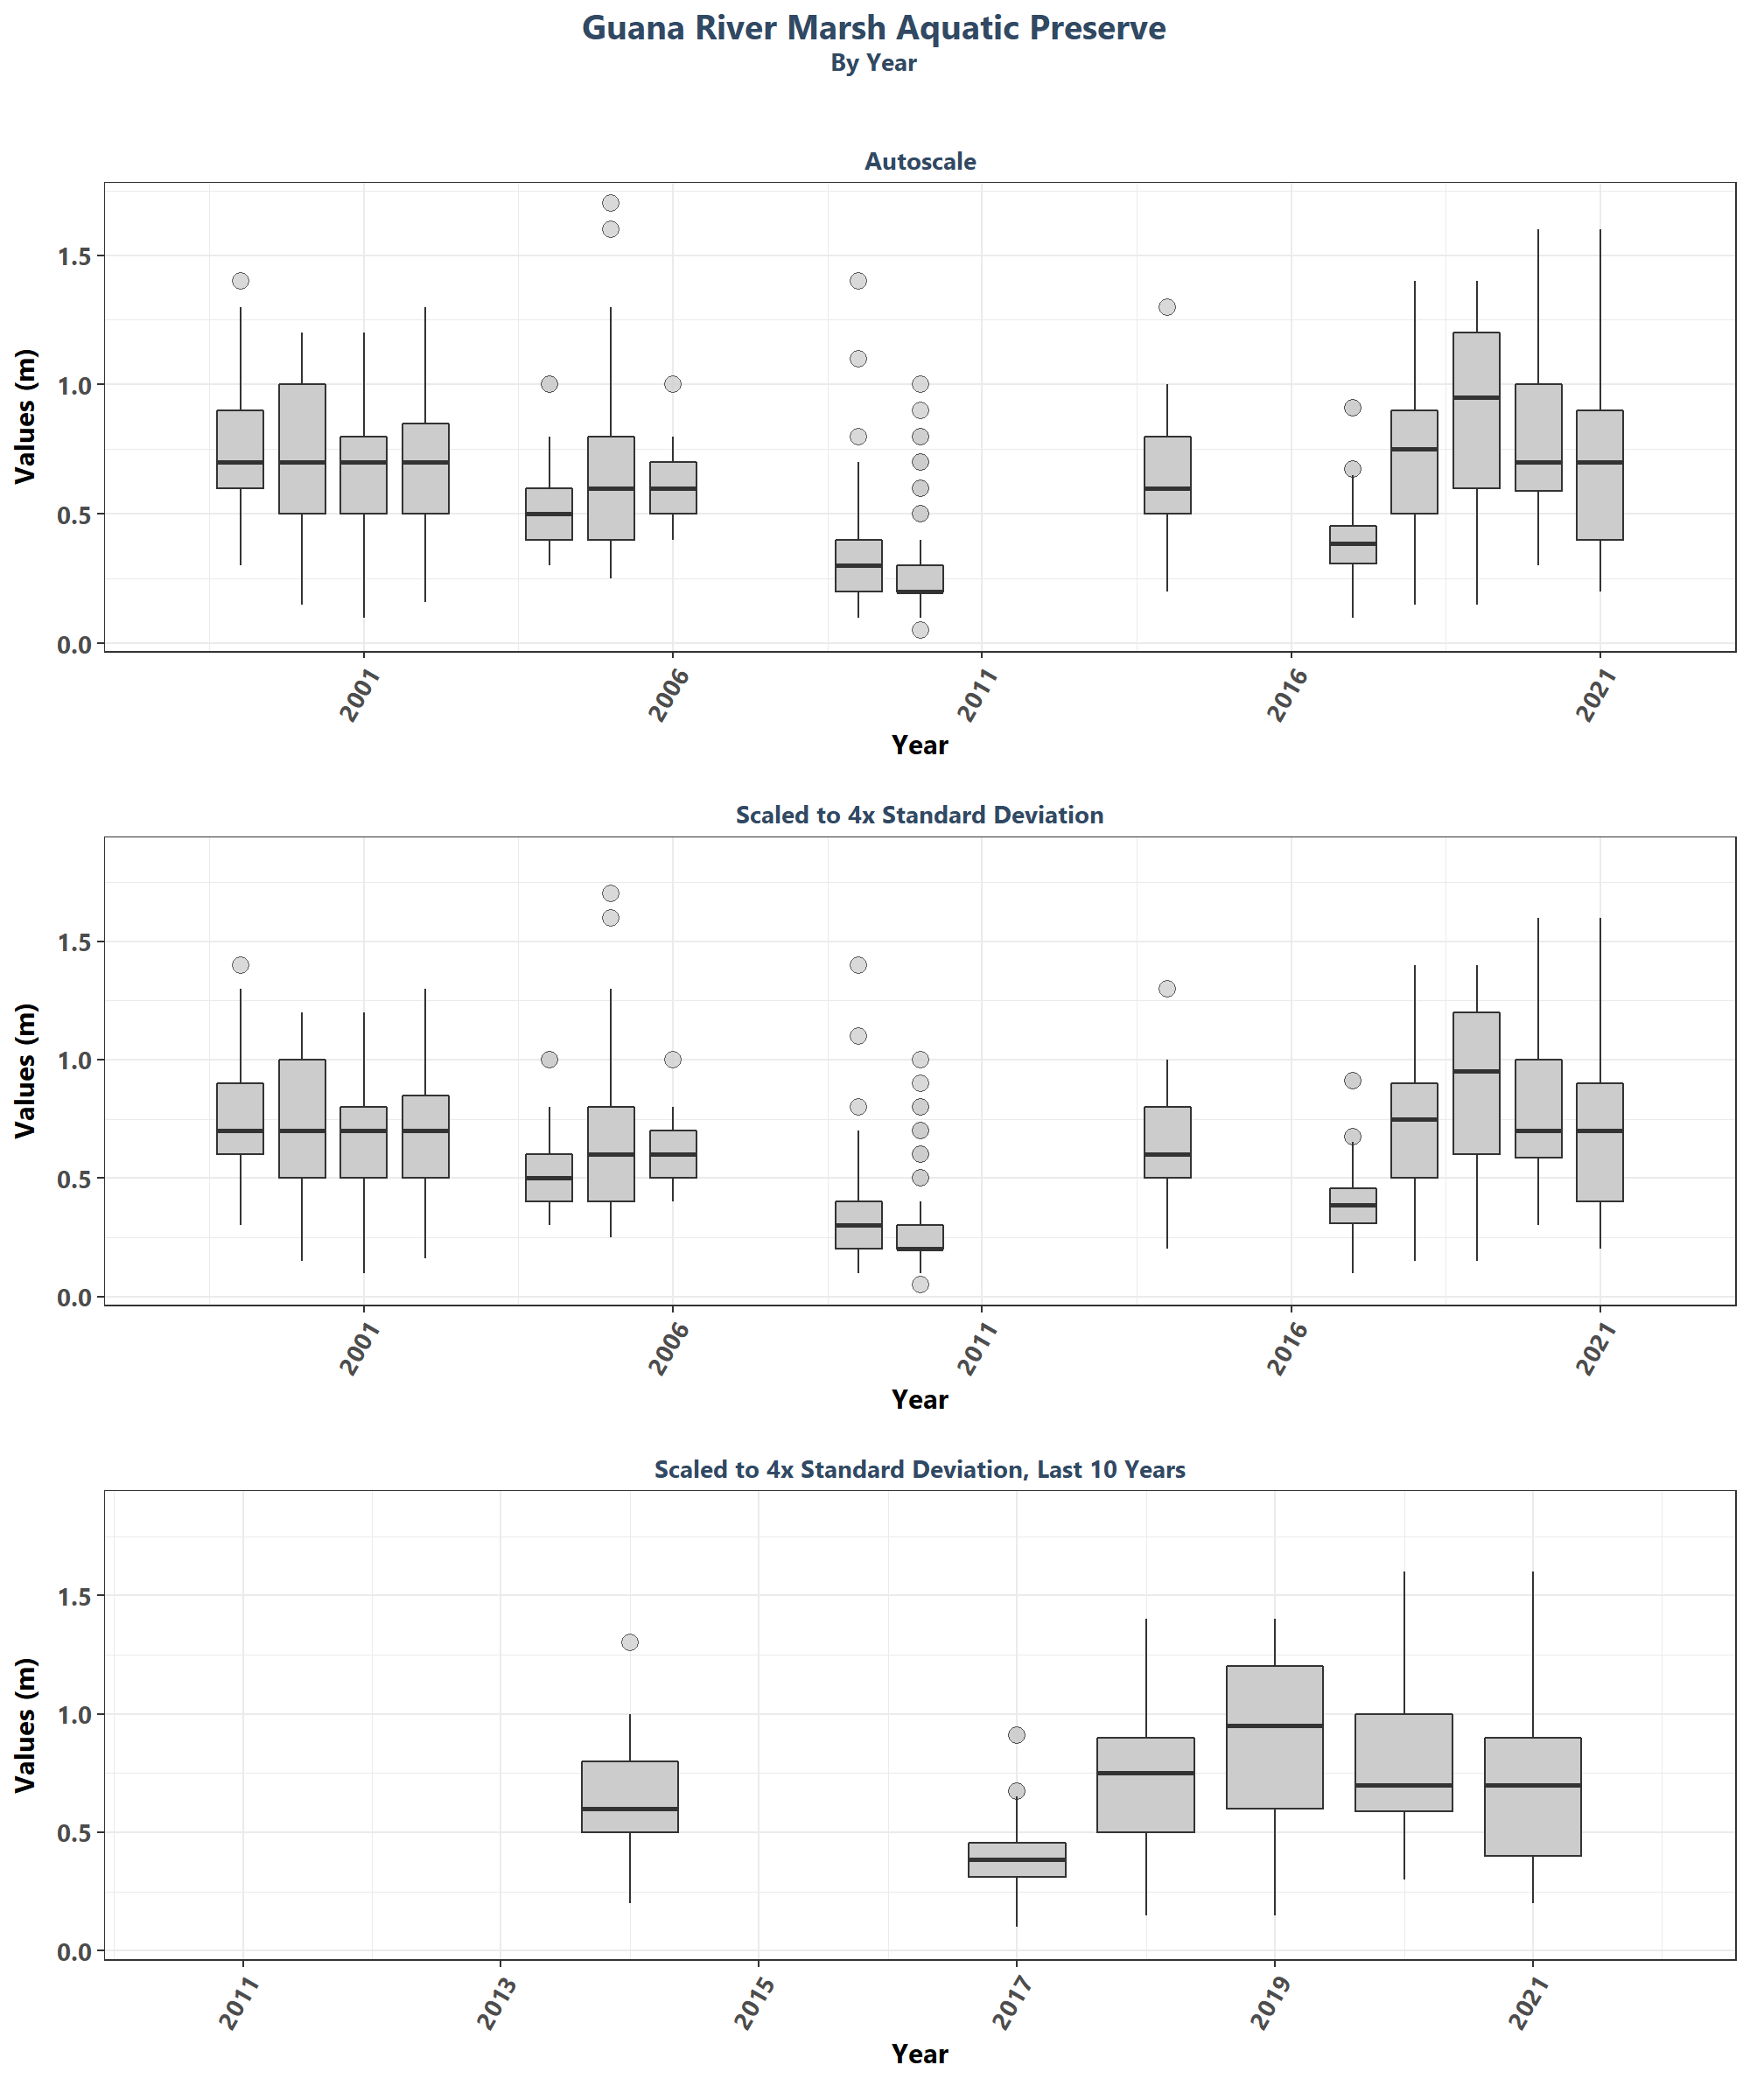 Guana River Marsh Aquatic Preserve
By Year
Autoscale
Values (m)
1.5
1.0
0.5
0.0
2001 2006 2011 2016 2021
Year
Scaled to 4x Standard Deviation
Values (m)
1.5
1.0
0.5
0.0
2001 2006 2011 2016 2021
Year
Scaled to 4x Standard Deviation, Last 10 Years
Values (m)
1.5
1.0
0.5
0.0
2011 2013 2015 2017 2019 2021
Year